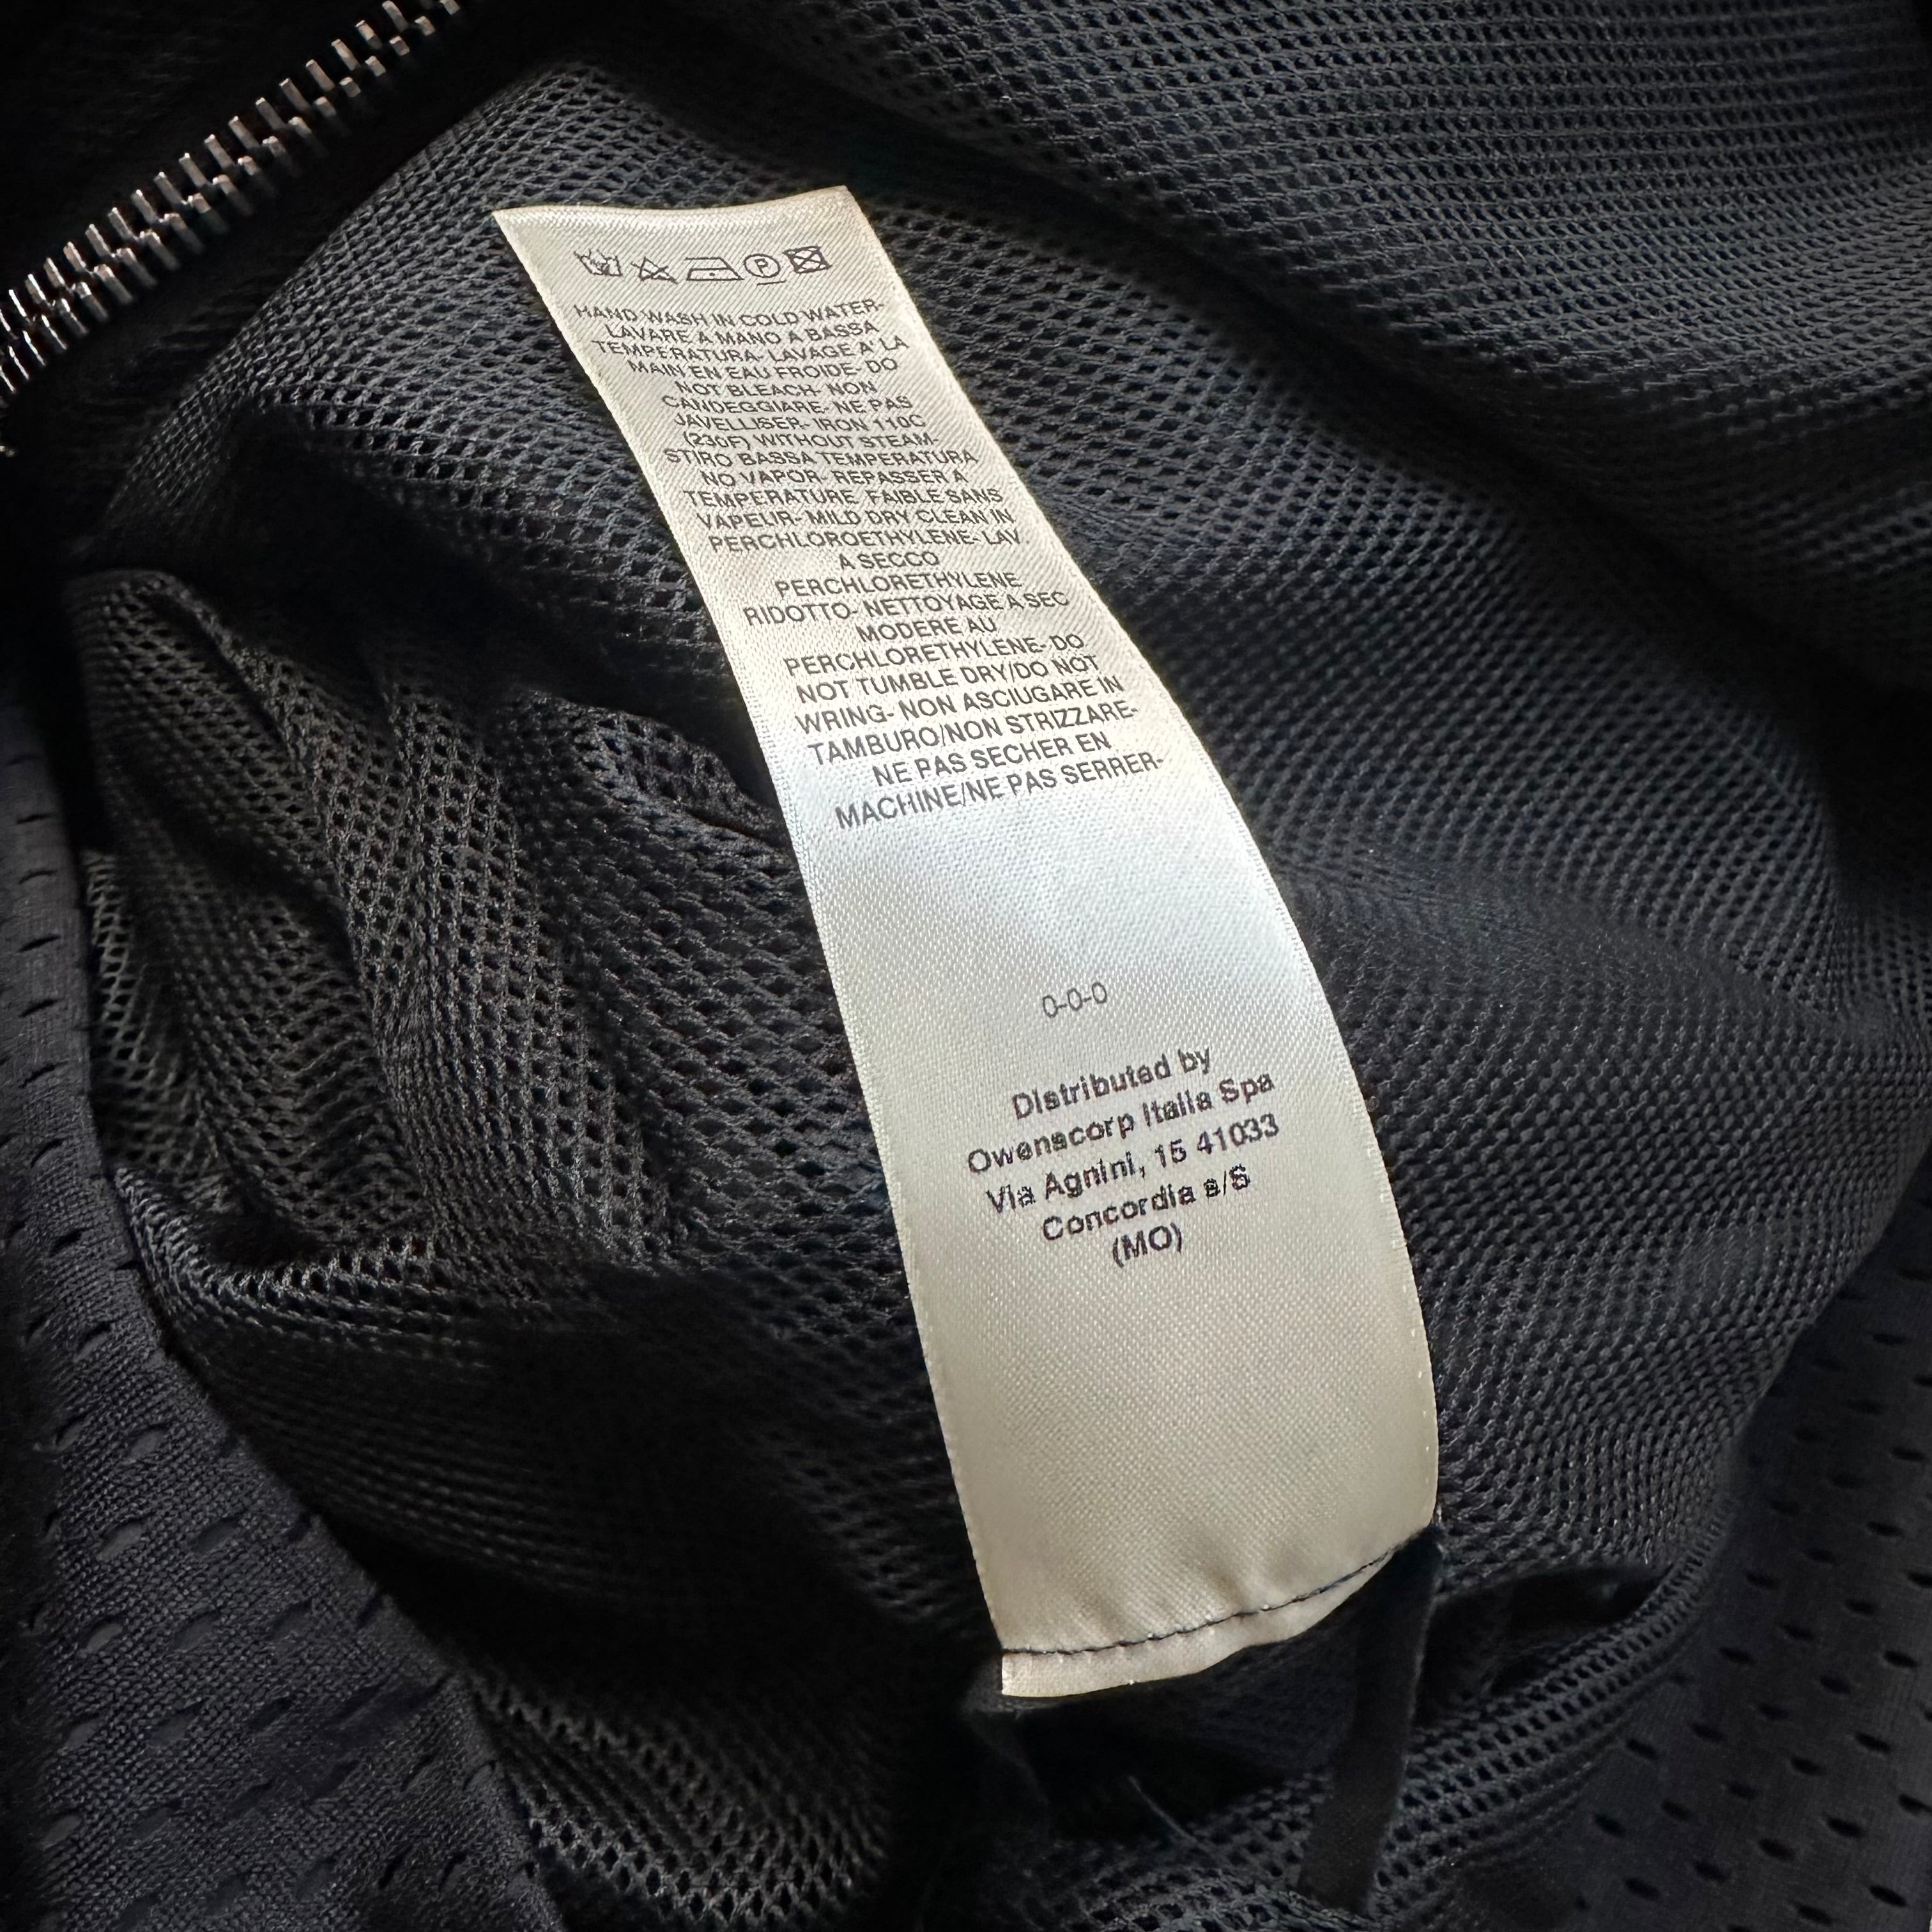 HAND WASH IN COLD WATER-
LAVARE A MANO A BASSA
TEMPERATURA- LAVAGE A' LA
MAIN EN EAU FROIDE- DO
NOT BLEACH- NON
CANDEGGIARE- NE PAS
JAVELLISER- IRON 110C
(230F) WITHOUT STEAM-
STIRO BASSA TEMPERATURA
NO VAPOR- REPASSER A
TEMPERATURE FAIBLE SANS
VAPEUR- MILD DRY CLEAN IN
PERCHLOROETHYLENE- LAV.
A SECCO
PERCHLORETHYLENE
RIDOTTO- NETTOYAGE A SEC
MODERE AU
PERCHLORETHYLENE- DO
NOT TUMBLE DRY/DO NOT
WRING- NON ASCIUGARE IN
TAMBURO/NON STRIZZARE-
NE PAS SECHER EN
MACHINE/NE PAS SERRER-
0-0-0
Distributed by
Owenscorp Italia Spa
Via Agnini, 15 41033
Concordia s/S
(MO)